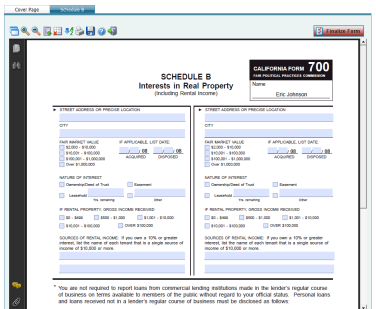 Cover Page
Schedule B
Finalize Form
SCHEDULE B
Interests in Real Property
(Including Rental Income)
CALIFORNIA FORM 700
FAIR POLITICAL PRACTICES COMMISSION
Name
Eric Johnson
► STREET ADDRESS OR PRECISE LOCATION
CITY
FAIR MARKET VALUE
IF APPLICABLE, LIST DATE:
$2,000 - $10,000
$10,001 - $100,000
$100,001 - $1,000,000
Over $1,000,000
/ / 08 / / 08
ACQUIRED DISPOSED
NATURE OF INTEREST
Ownership/Deed of Trust Easement
Leasehold
Yrs. remaining Other
IF RENTAL PROPERTY, GROSS INCOME RECEIVED
$0 - $499 $500 - $1,000 $1,001 - $10,000
$10,001 - $100,000 OVER $100,000
SOURCES OF RENTAL INCOME: If you own a 10% or greater
interest, list the name of each tenant that is a single source of
income of $10,000 or more.
► STREET ADDRESS OR PRECISE LOCATION
CITY
FAIR MARKET VALUE
IF APPLICABLE, LIST DATE:
$2,000 - $10,000
$10,001 - $100,000
$100,001 - $1,000,000
Over $1,000,000
/ / 08 / / 08
ACQUIRED DISPOSED
NATURE OF INTEREST
Ownership/Deed of Trust Easement
Leasehold
Yrs. remaining Other
IF RENTAL PROPERTY, GROSS INCOME RECEIVED
$0 - $499 $500 - $1,000 $1,001 - $10,000
$10,001 - $100,000 OVER $100,000
SOURCES OF RENTAL INCOME: If you own a 10% or greater
interest, list the name of each tenant that is a single source of
income of $10,000 or more.
* You are not required to report loans from commercial lending institutions made in the lender's regular course
of business on terms available to members of the public without regard to your official status. Personal loans
and loans received not in a lender's regular course of business must be disclosed as follows: